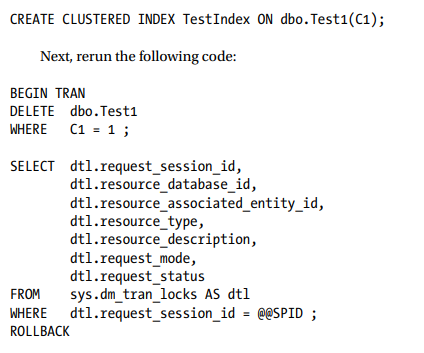 CREATE CLUSTERED INDEX TestIndex ON dbo.Test1(C1);
Next, rerun the following code:
BEGIN TRAN
DELETE dbo.Test1
WHERE C1 = 1 ;
SELECT dtl.request_session_id,
dtl.resource_database_id,
dtl.resource_associated_entity_id,
dtl.resource_type,
dtl.resource_description,
dtl.request_mode,
dtl.request_status
FROM sys.dm_tran_locks AS dtl
WHERE dtl.request_session_id = @@SPID ;
ROLLBACK